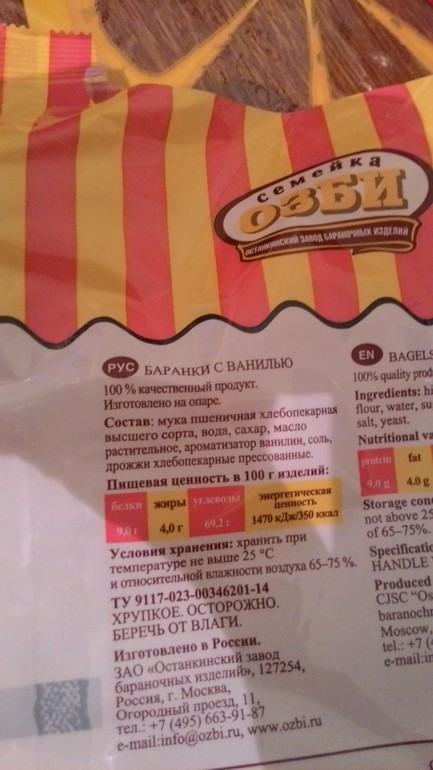 семейка
ОЗБИ
ОСТАНКИНСКИЙ ЗАВОД БАРАНОЧНЫХ ИЗДЕЛИЙ
РУС БАРАНКИ С ВАНИЛЬЮ
100 % качественный продукт.
Изготовлено на опаре.
Состав: мука пшеничная хлебопекарная
высшего сорта, вода, сахар, масло
растительное, ароматизатор ванилин, соль,
дрожжи хлебопекарные прессованные.
Пищевая ценность в 100 г изделий:
белки жиры углеводы энергетическая
ценность
9,0 г 4,0 г 69,2 г 1470 кДж/350 ккал
Условия хранения: хранить при
температуре не выше 25 °С
и относительной влажности воздуха 65–75 %.
ТУ 9117-023-00346201-14
ХРУПКОЕ. ОСТОРОЖНО.
БЕРЕЧЬ ОТ ВЛАГИ.
Изготовлено в России.
ЗАО «Останкинский завод
бараночных изделий», 127254,
Россия, г. Москва,
Огородный проезд, 11,
тел.: +7 (495) 663-91-87
e-mail:info@ozbi.ru, www.ozbi.ru
EN BAGELS
100% quality prod
Ingredients: hi
flour, water, su
salt, yeast.
Nutritional va
protein fat
9,0 g 4.0 g
Storage con
not above 25
of 65–75%.
Specificatio
HANDLE
Produced
CJSC "Os
baranochn
Moscow,
tel.: +7 (4
e-mail:in